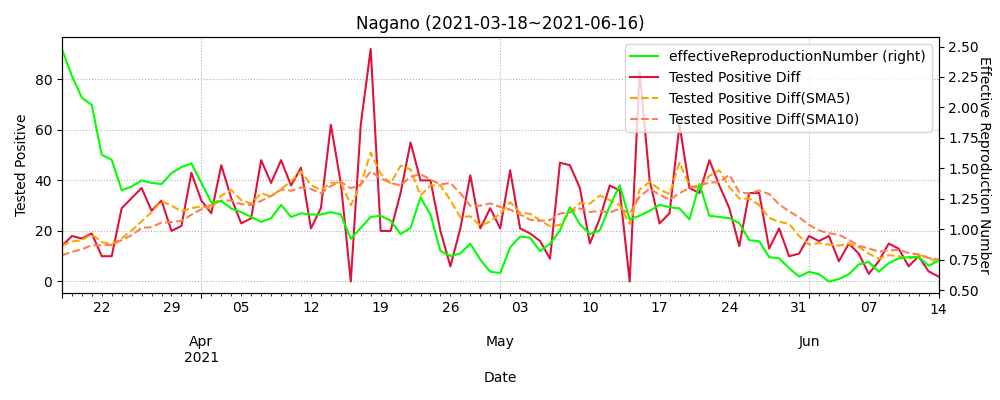 Nagano (2021-03-18~2021-06-16)
effectiveReproductionNumber (right)
Tested Positive Diff
Tested Positive Diff(SMA5)
Tested Positive Diff(SMA10)
Tested Positive
80
60
40
20
0
Effective Reproduction Number
2.50
2.25
2.00
1.75
1.50
1.25
1.00
0.75
0.50
22 29 05 12 19 26 03 10 17 24 31 07 14
Apr May Jun
2021
Date